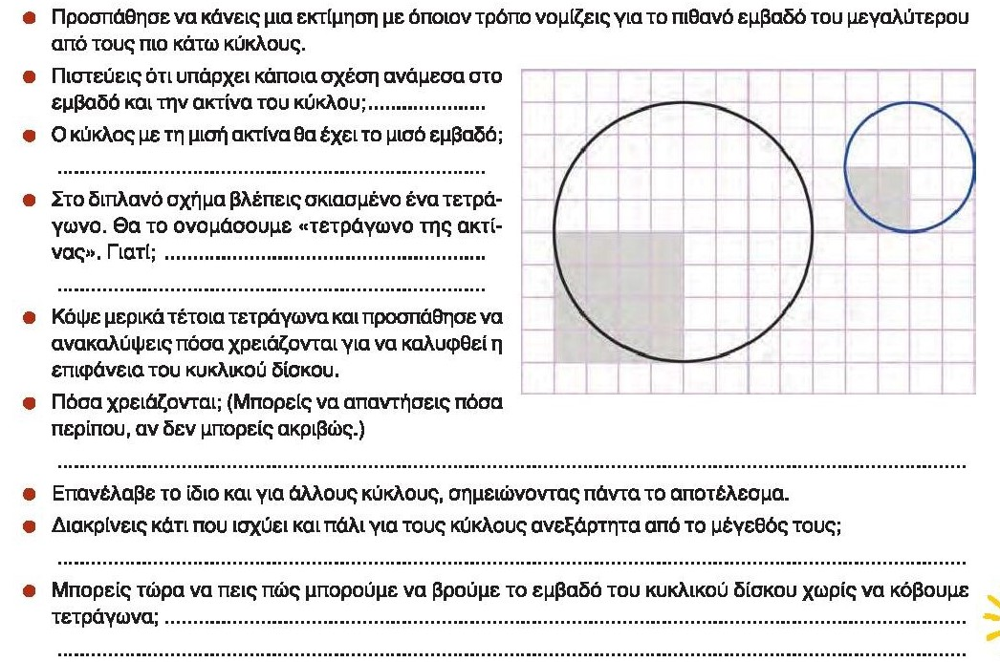 ● Προσπάθησε να κάνεις μια εκτίμηση με όποιον τρόπο νομίζεις για το πιθανό εμβαδό του μεγαλύτερου
από τους πιο κάτω κύκλους.
● Πιστεύεις ότι υπάρχει κάποια σχέση ανάμεσα στο
εμβαδό και την ακτίνα του κύκλου;......................
● Ο κύκλος με τη μισή ακτίνα θα έχει το μισό εμβαδό;
..............................................................................
● Στο διπλανό σχήμα βλέπεις σκιασμένο ένα τετρά-
γωνο. Θα το ονομάσουμε «τετράγωνο της ακτί-
νας». Γιατί; ..........................................................
..............................................................................
● Κόψε μερικά τέτοια τετράγωνα και προσπάθησε να
ανακαλύψεις πόσα χρειάζονται για να καλυφθεί η
επιφάνεια του κυκλικού δίσκου.
● Πόσα χρειάζονται; (Μπορείς να απαντήσεις πόσα
περίπου, αν δεν μπορείς ακριβώς.)
..............................................................................
● Επανέλαβε το ίδιο και για άλλους κύκλους, σημειώνοντας πάντα το αποτέλεσμα.
● Διακρίνεις κάτι που ισχύει και πάλι για τους κύκλους ανεξάρτητα από το μέγεθός τους;
..............................................................................
● Μπορείς τώρα να πεις πώς μπορούμε να βρούμε το εμβαδό του κυκλικού δίσκου χωρίς να κόβουμε
τετράγωνα; ..........................................................
..............................................................................